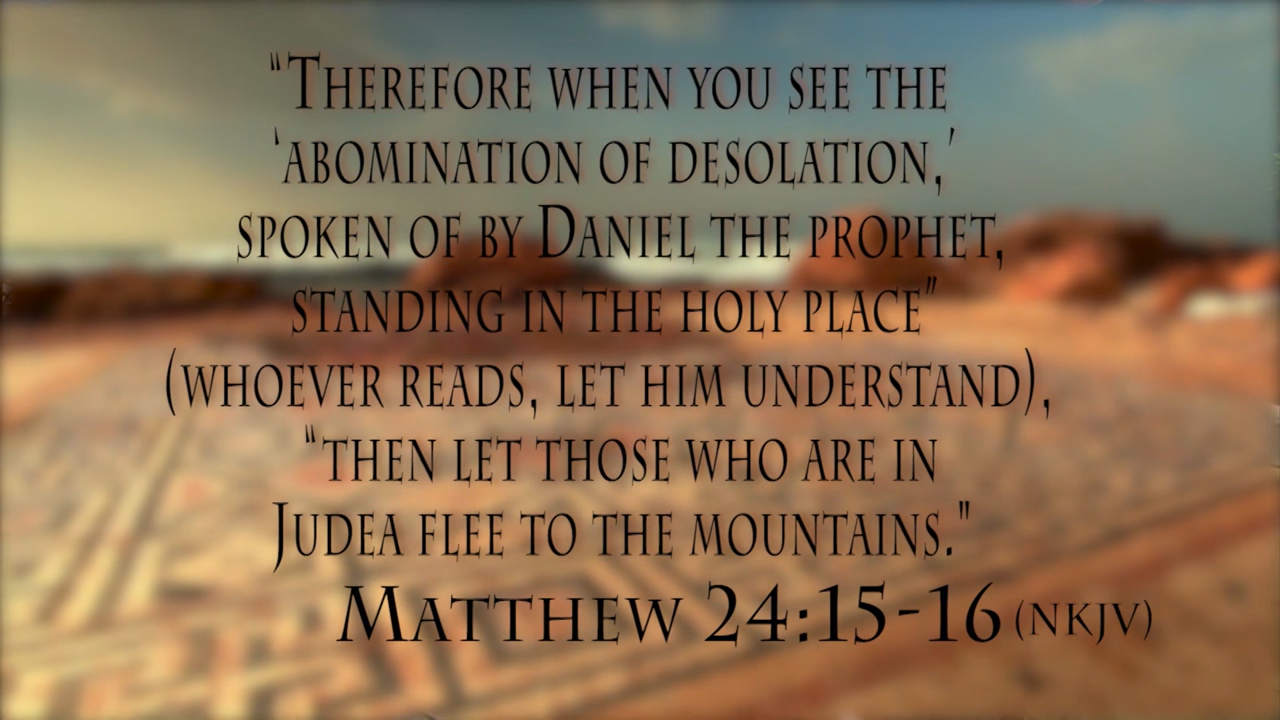 "Therefore when you see the
'abomination of desolation,'
spoken of by Daniel the prophet,
standing in the holy place"
(whoever reads, let him understand),
"then let those who are in
Judea flee to the mountains."
Matthew 24:15-16 (NKJV)